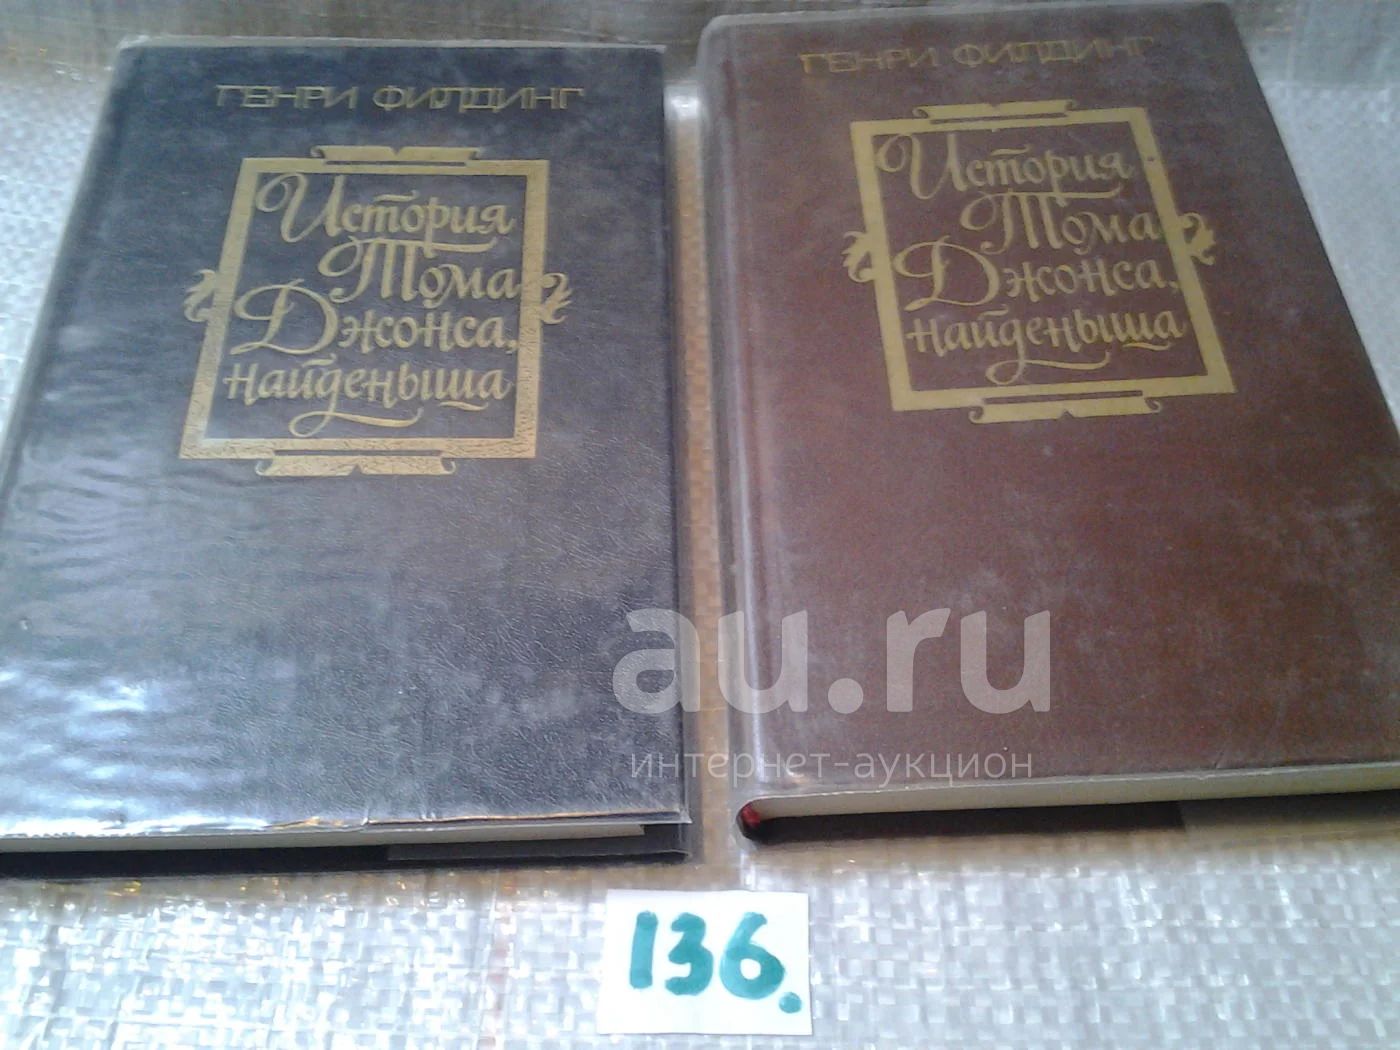 ГЕНРИ ФИЛДИНГ
История
Тома
Джонса,
найденыша
ГЕНРИ ФИЛДИНГ
История
Тома
Джонса,
найденыша
au.ru
интернет-аукцион
136.